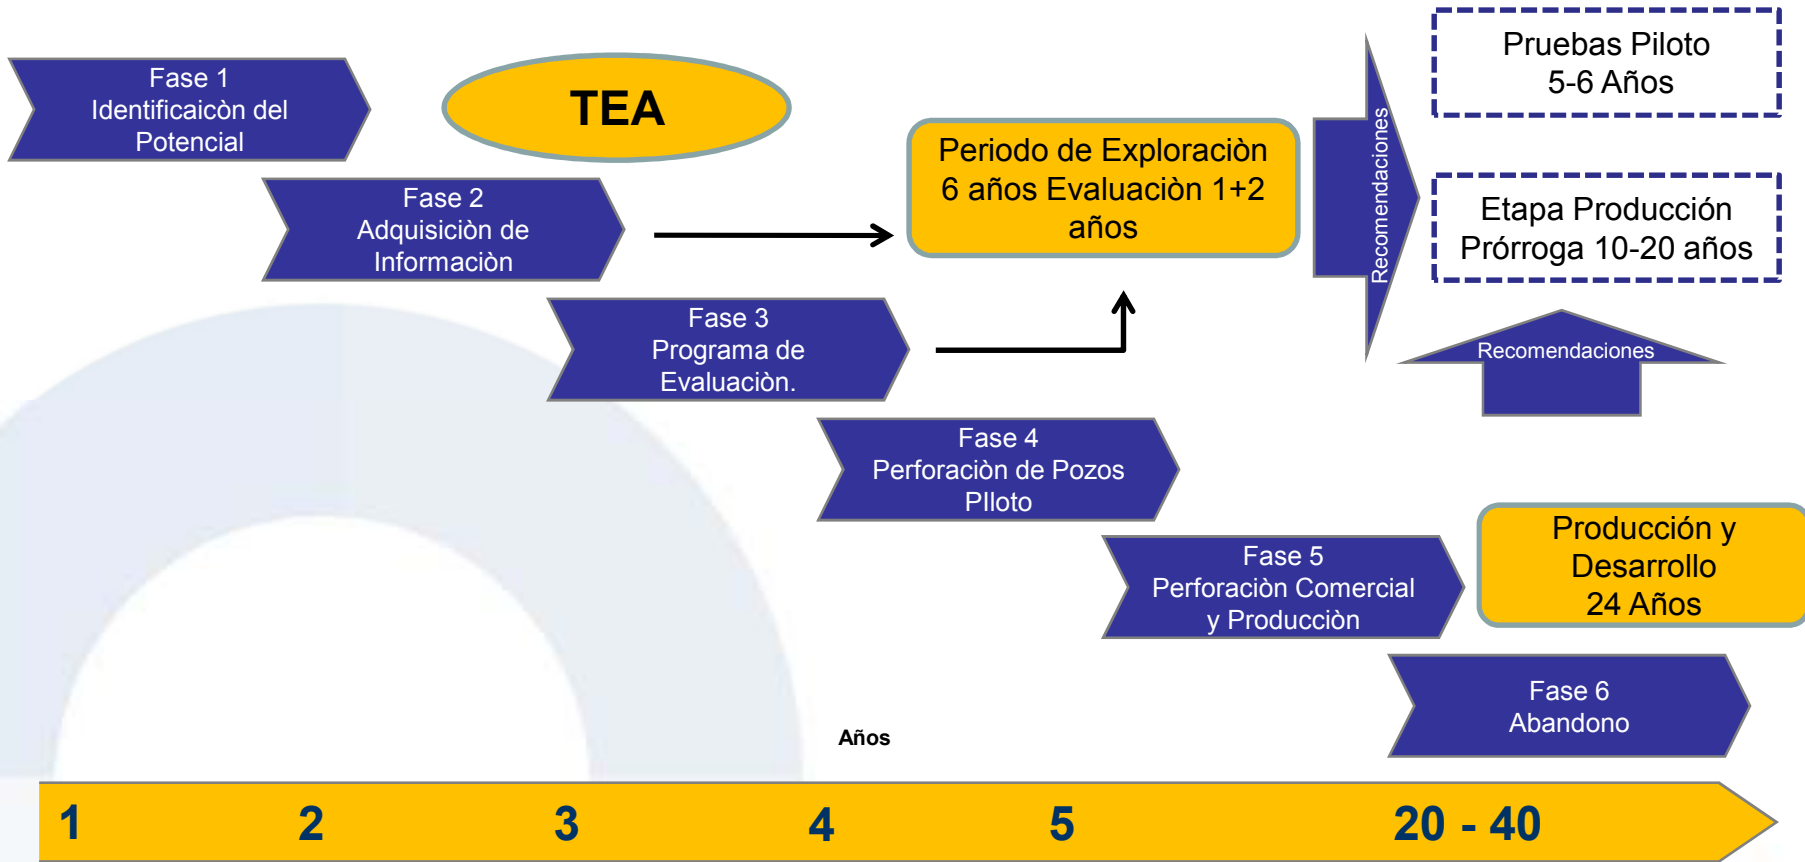 Fase 1
Identificaicòn del
Potencial
TEA
Fase 2
Adquisiciòn de
Informaciòn
Fase 3
Programa de
Evaluaciòn.
Fase 4
Perforaciòn de Pozos
PIloto
Fase 5
Perforaciòn Comercial
y Producciòn
Fase 6
Abandono
Periodo de Exploraciòn
6 años Evaluaciòn 1+2
años
Recomendaciones
Pruebas Piloto
5-6 Años
Etapa Producción
Prórroga 10-20 años
Recomendaciones
Producción y
Desarrollo
24 Años
Años
1 2 3 4 5 20 - 40